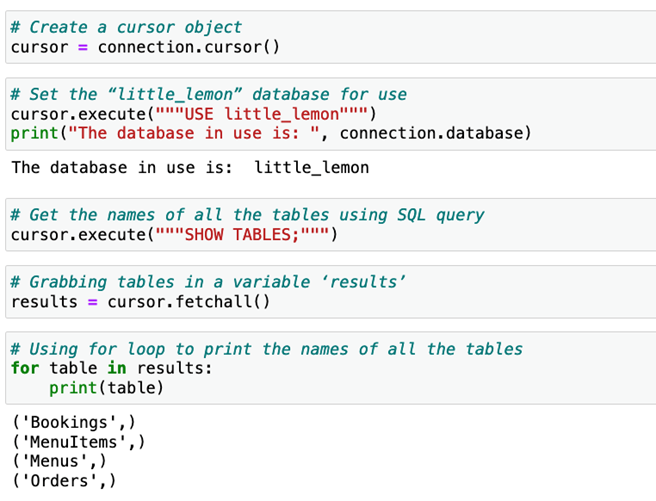 # Create a cursor object
cursor = connection.cursor()
# Set the “little_lemon” database for use
cursor.execute("""USE little_lemon""")
print("The database in use is: ", connection.database)
The database in use is:  little_lemon
# Get the names of all the tables using SQL query
cursor.execute("""SHOW TABLES;""")
# Grabbing tables in a variable ‘results’
results = cursor.fetchall()
# Using for loop to print the names of all the tables
for table in results:
    print(table)
('Bookings',)
('MenuItems',)
('Menus',)
('Orders',)